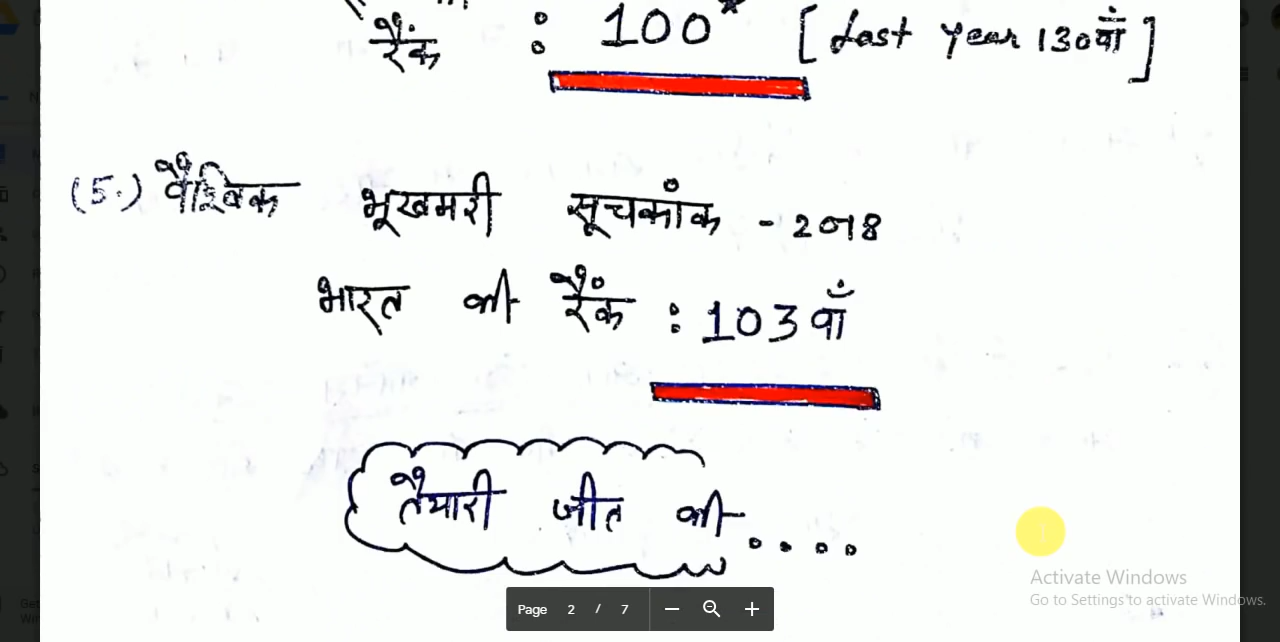 रैंक : 100* [ Last Year 130वाँ ]
(5.) वैश्विक भूखमरी सूचकांक - 2018
भारत की रैंक : 103वाँ
तैयारी जीत की....
Activate Windows
Go to Settings to activate Windows.
Page 2 / 7